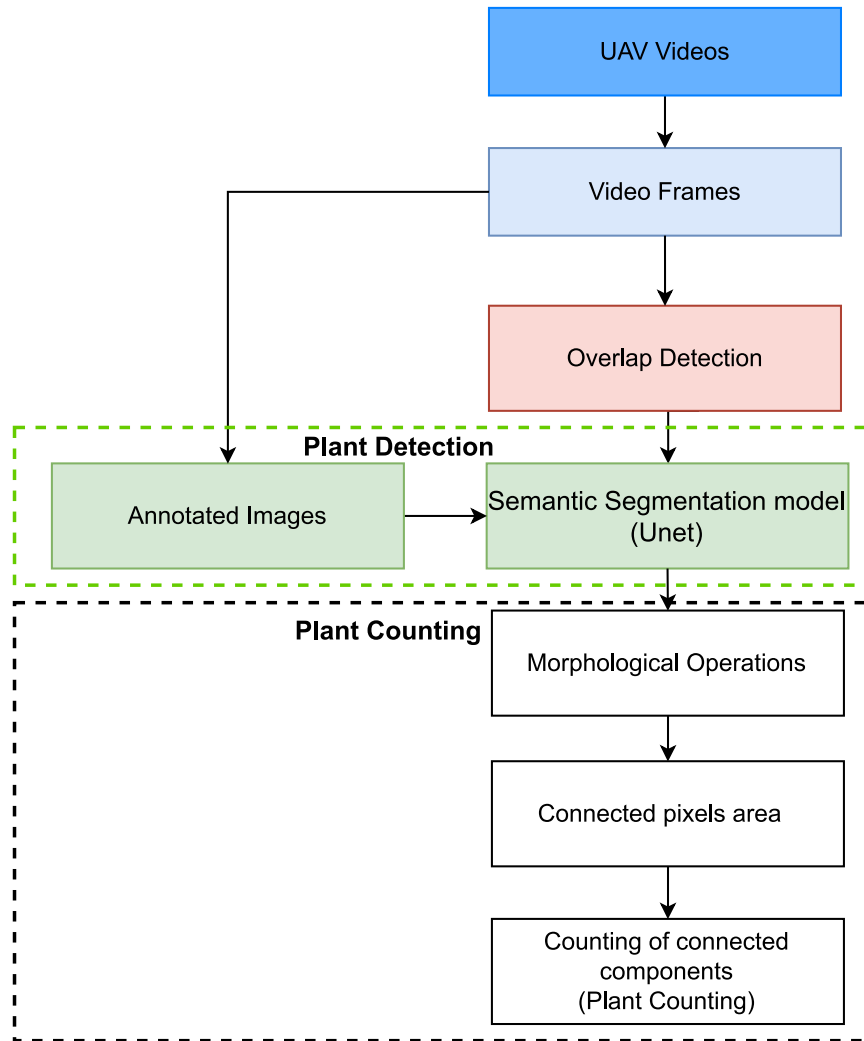 UAV Videos
Video Frames
Overlap Detection
Plant Detection
Annotated Images
Semantic Segmentation model
(Unet)
Plant Counting
Morphological Operations
Connected pixels area
Counting of connected
components
(Plant Counting)